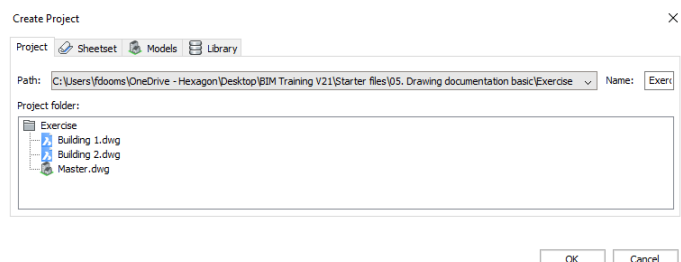 Create Project
Project Sheetset Models Library
Path: C:\Users\fdooms\OneDrive - Hexagon\Desktop\BIM Training V21\Starter files\05. Drawing documentation basic\Exercise Name: Exerc
Project folder:
Exercise
Building 1.dwg
Building 2.dwg
Master.dwg
OK Cancel